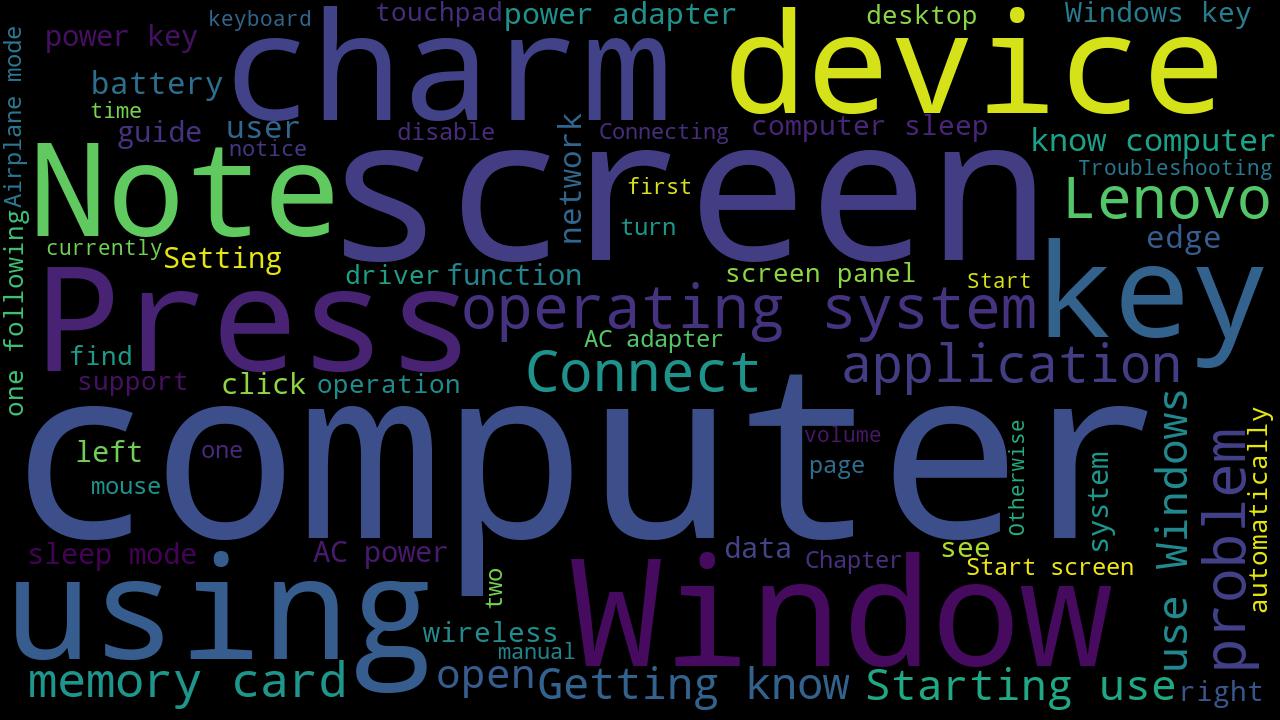 keyboard touchpad power adapter desktop Windows key
power key charm device
battery
time
guide user disable Connecting computer sleep know computer
notice
Airplane mode
Note screen network first Troubleshooting
Lenovo
turn
edge
currently Setting
driver function screen panel Start key
Press operating system
one following
find AC adapter
support click operation Connect application
computer
left one volume
mouse page
Otherwise
system
use Windows
problem
automatically
sleep mode AC power data Chapter see
Start screen
using two Window
wireless
manual
memory card open Getting know Starting use right